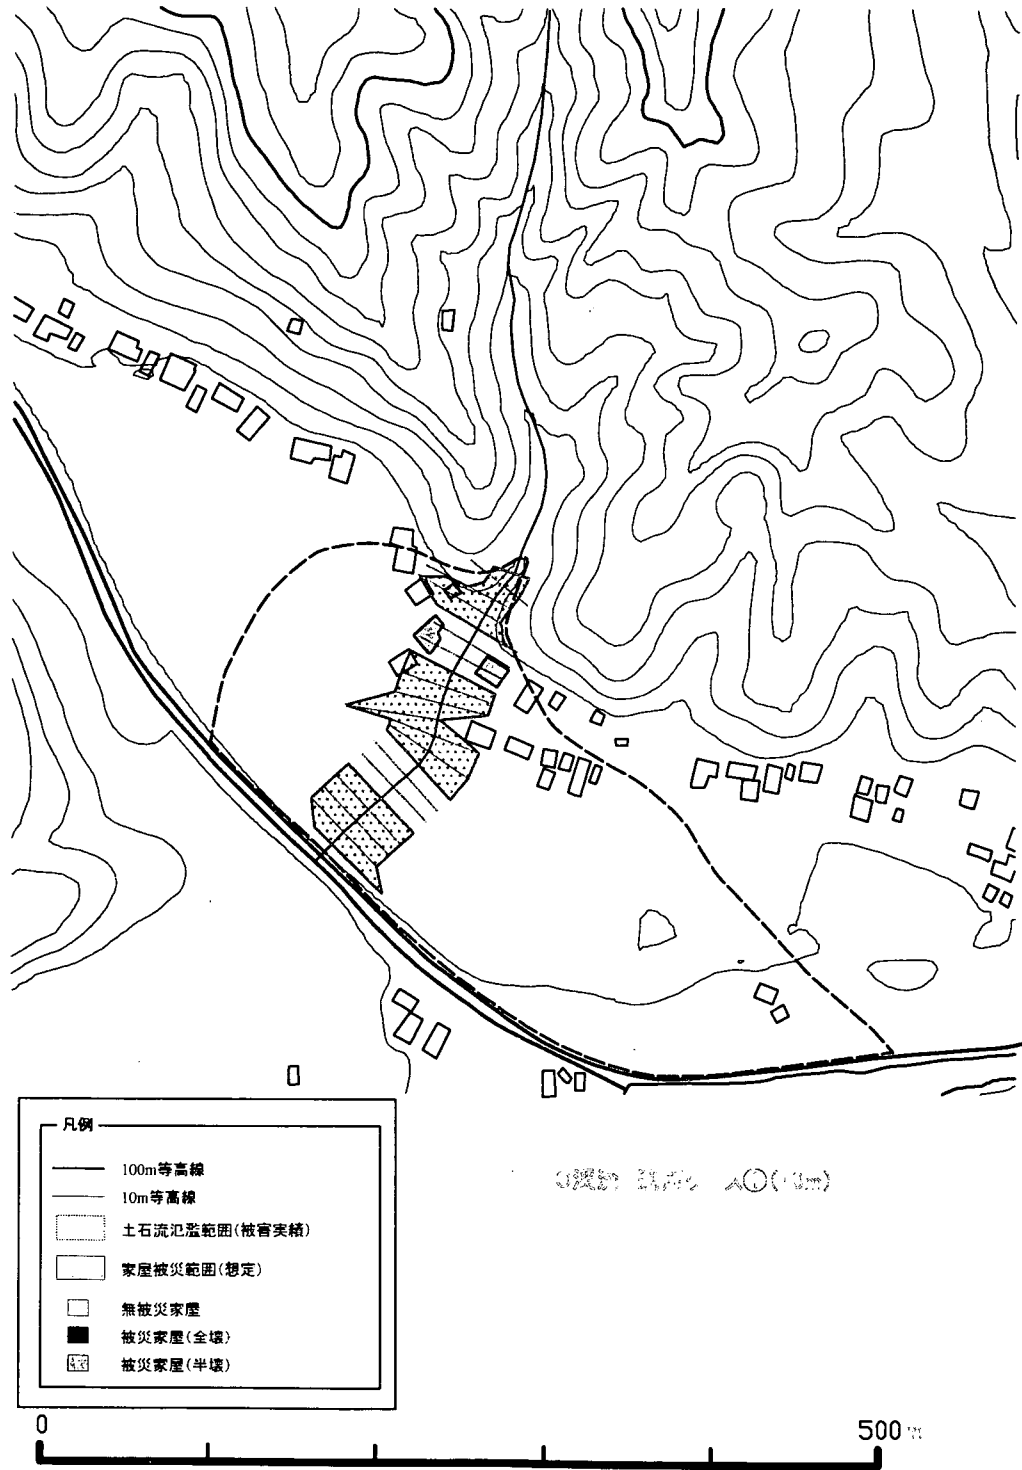 凡例
100m等高線
10m等高線
土石流氾濫範囲(被害実績)
家屋被災範囲(想定)
無被災家屋
被災家屋(全壊)
被災家屋(半壊)
0
500